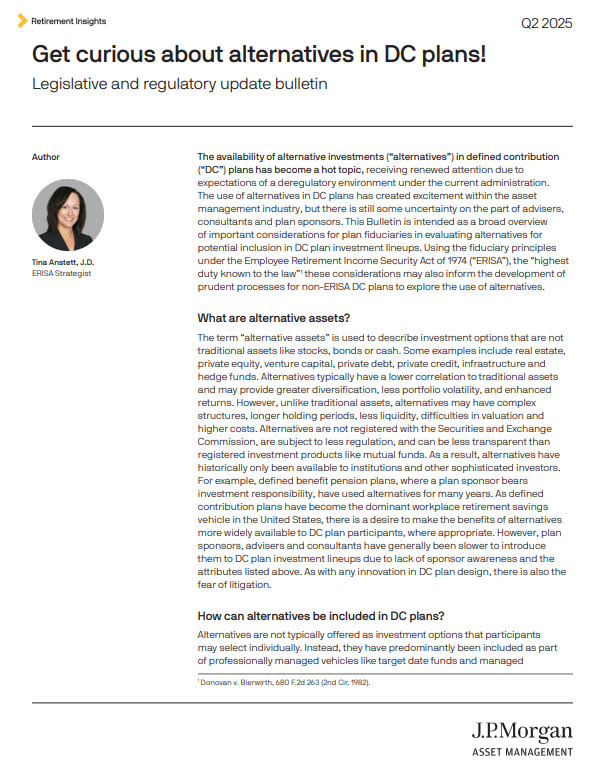 Retirement Insights
Q2 2025
Get curious about alternatives in DC plans!
Legislative and regulatory update bulletin
Author
Tina Anstett, J.D.
ERISA Strategist
The availability of alternative investments (“alternatives”) in defined contribution
(“DC”) plans has become a hot topic, receiving renewed attention due to
expectations of a deregulatory environment under the current administration.
The use of alternatives in DC plans has created excitement within the asset
management industry, but there is still some uncertainty on the part of advisers,
consultants and plan sponsors. This Bulletin is intended as a broad overview
of important considerations for plan fiduciaries in evaluating alternatives for
potential inclusion in DC plan investment lineups. Using the fiduciary principles
under the Employee Retirement Income Security Act of 1974 (“ERISA”), the “highest
duty known to the law”¹ these considerations may also inform the development of
prudent processes for non-ERISA DC plans to explore the use of alternatives.
What are alternative assets?
The term “alternative assets” is used to describe investment options that are not
traditional assets like stocks, bonds or cash. Some examples include real estate,
private equity, venture capital, private debt, private credit, infrastructure and
hedge funds. Alternatives typically have a lower correlation to traditional assets
and may provide greater diversification, less portfolio volatility, and enhanced
returns. However, unlike traditional assets, alternatives may have complex
structures, longer holding periods, less liquidity, difficulties in valuation and
higher costs. Alternatives are not registered with the Securities and Exchange
Commission, are subject to less regulation, and can be less transparent than
registered investment products like mutual funds. As a result, alternatives have
historically only been available to institutions and other sophisticated investors.
For example, defined benefit pension plans, where a plan sponsor bears
investment responsibility, have used alternatives for many years. As defined
contribution plans have become the dominant workplace retirement savings
vehicle in the United States, there is a desire to make the benefits of alternatives
more widely available to DC plan participants, where appropriate. However, plan
sponsors, advisers and consultants have generally been slower to introduce
them to DC plan investment lineups due to lack of sponsor awareness and the
attributes listed above. As with any innovation in DC plan design, there is also the
fear of litigation.
How can alternatives be included in DC plans?
Alternatives are not typically offered as investment options that participants
may select individually. Instead, they have predominantly been included as part
of professionally managed vehicles like target date funds and managed
¹ Donovan v. Bierwirth, 680 F.2d 263 (2nd Cir. 1982).
J.P.Morgan
ASSET MANAGEMENT